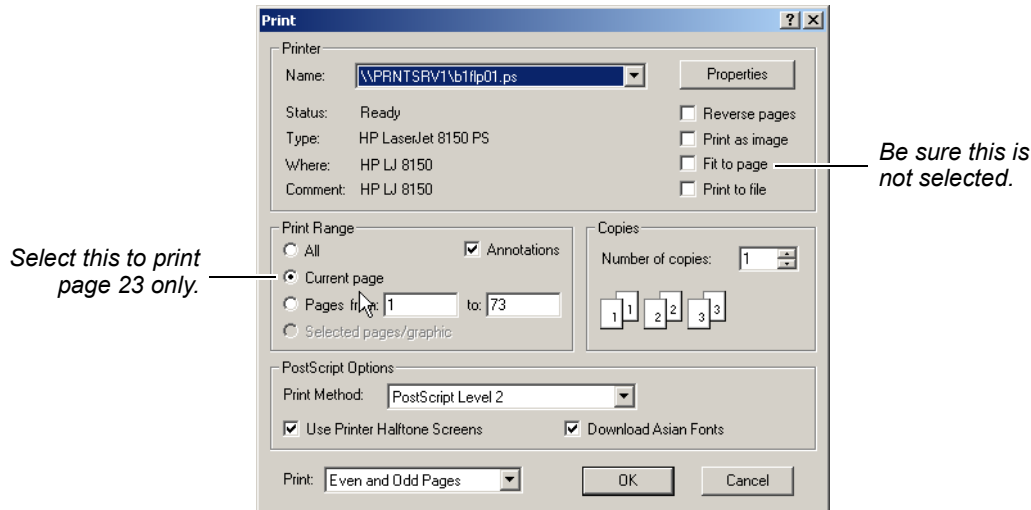 Print
Printer
Name: \\PRNTSRV1\b1flp01.ps Properties
Status: Ready Reverse pages
Type: HP LaserJet 8150 PS Print as image
Where: HP LJ 8150 Fit to page
Comment: HP LJ 8150 Print to file
Be sure this is
not selected.
Print Range
All Annotations
Current page
Pages from: 1 to: 73
Selected pages/graphic
Select this to print
page 23 only.
Copies
Number of copies: 1
1 1 2 2 3 3
PostScript Options
Print Method: PostScript Level 2
Use Printer Halftone Screens Download Asian Fonts
Print: Even and Odd Pages OK Cancel